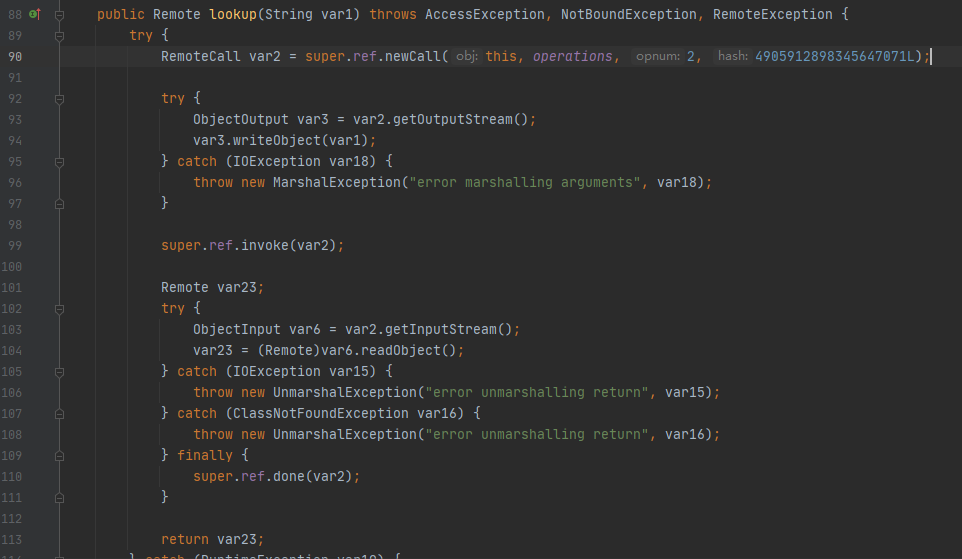 88 public Remote lookup(String var1) throws AccessException, NotBoundException, RemoteException {
89 try {
90 RemoteCall var2 = super.ref.newCall( obj: this, operations, opnum: 2, hash: 4905912898345647071L);
91
92 try {
93 ObjectOutput var3 = var2.getOutputStream();
94 var3.writeObject(var1);
95 } catch (IOException var18) {
96 throw new MarshalException("error marshalling arguments", var18);
97 }
98
99 super.ref.invoke(var2);
100
101 Remote var23;
102 try {
103 ObjectInput var6 = var2.getInputStream();
104 var23 = (Remote)var6.readObject();
105 } catch (IOException var15) {
106 throw new UnmarshalException("error unmarshalling return", var15);
107 } catch (ClassNotFoundException var16) {
108 throw new UnmarshalException("error unmarshalling return", var16);
109 } finally {
110 super.ref.done(var2);
111 }
112
113 return var23;
114 } catch (RuntimeException var19) {